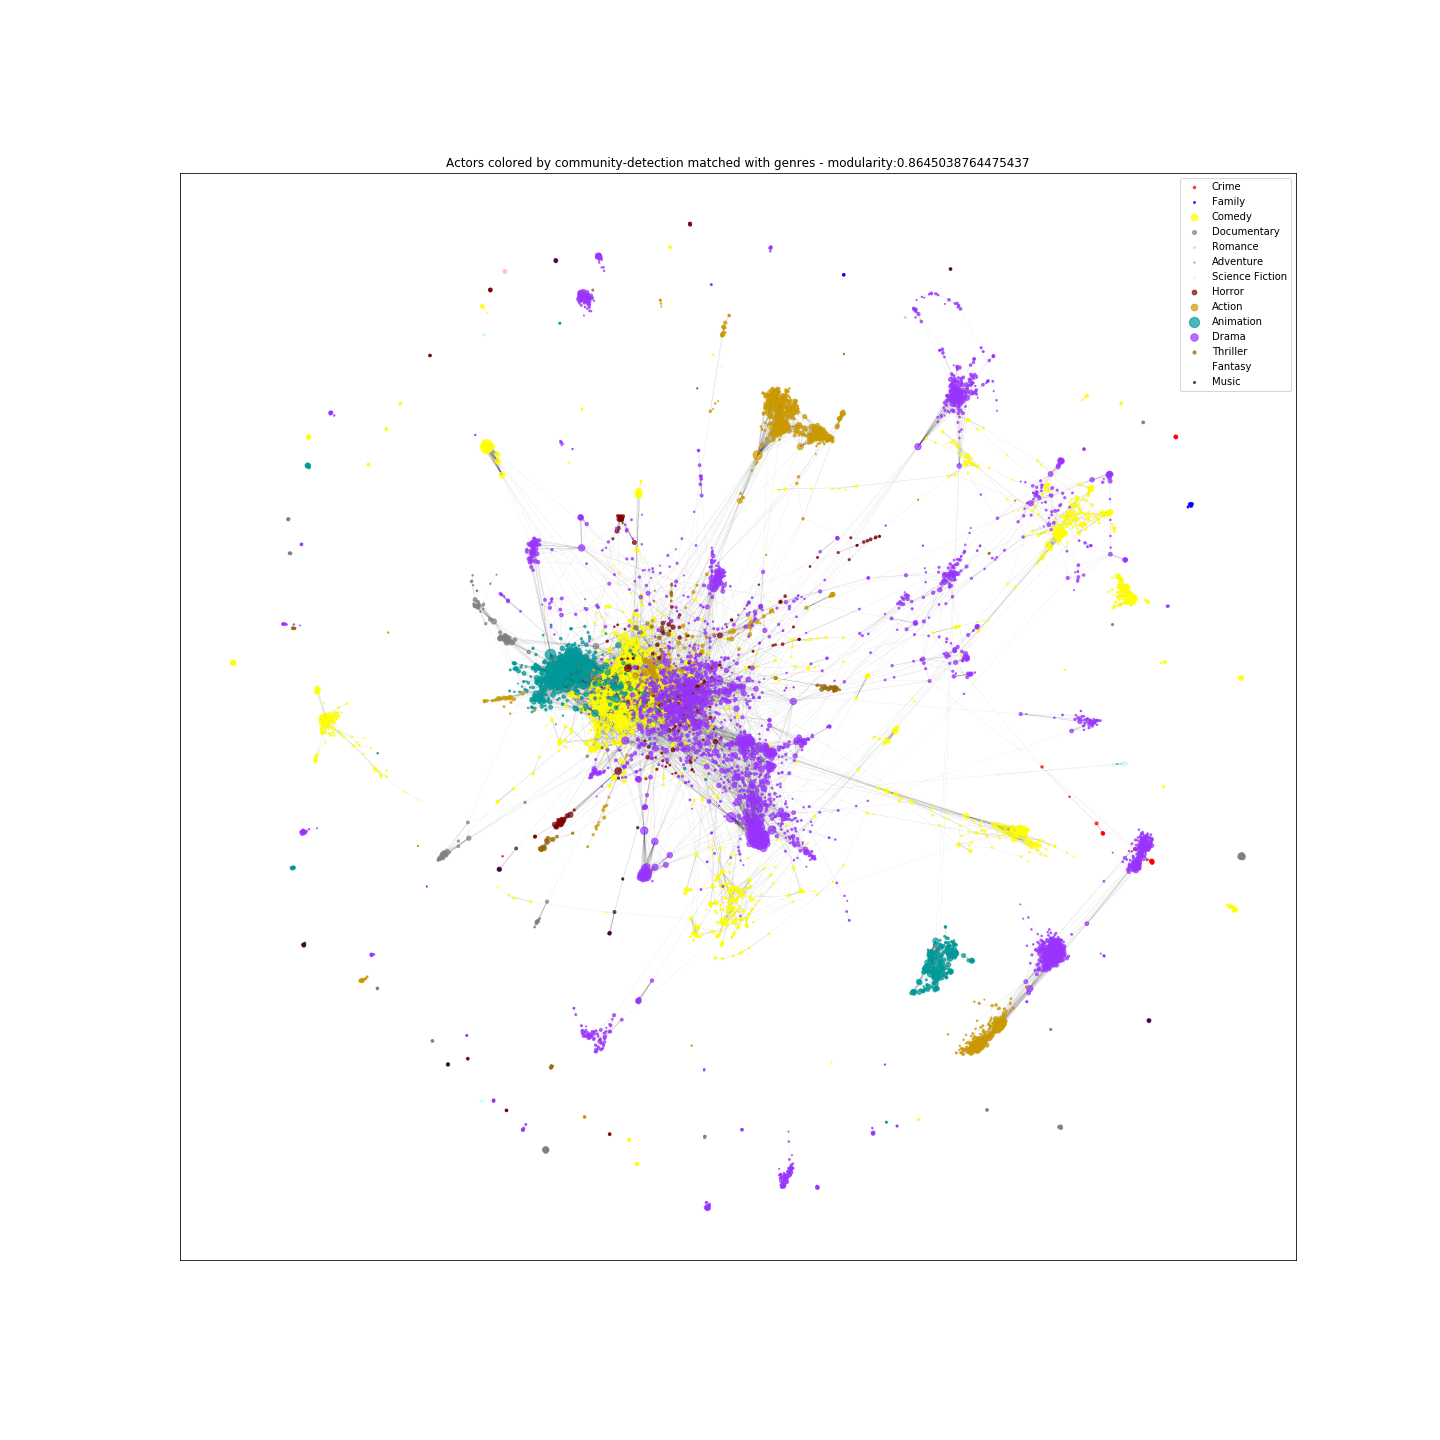 Actors colored by community-detection matched with genres - modularity:0.8645038764475437
Crime
Family
Comedy
Documentary
Romance
Adventure
Science Fiction
Horror
Action
Animation
Drama
Thriller
Fantasy
Music